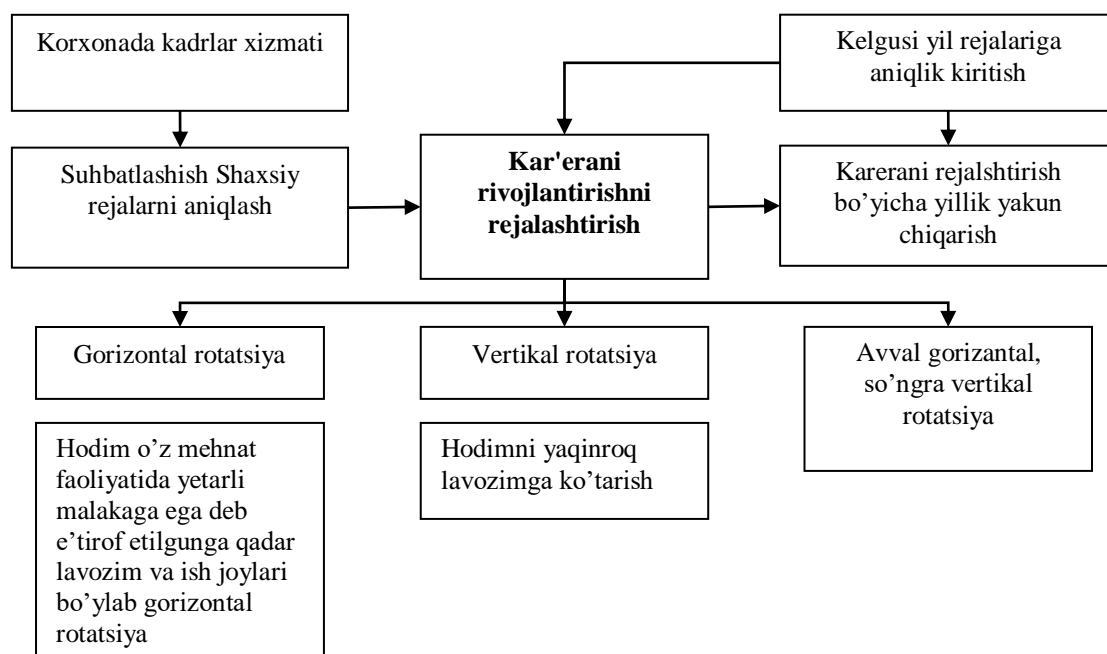 Korxonada kadrlar xizmati
Kelgusi yil rejalariga
aniqlik kiritish
Suhbatlashish Shaxsiy
rejalarni aniqlash
Kar'erani
rivojlantirishni
rejalashtirish
Karerani rejalshtirish
bo’yicha yillik yakun
chiqarish
Gorizontal rotatsiya
Vertikal rotatsiya
Avval gorizantal,
so’ngra vertikal
rotatsiya
Hodim o’z mehnat
faoliyatida yetarli
malakaga ega deb
e’tirof etilgunga qadar
lavozim va ish joylari
bo’ylab gorizontal
rotatsiya
Hodimni yaqinroq
lavozimga ko’tarish